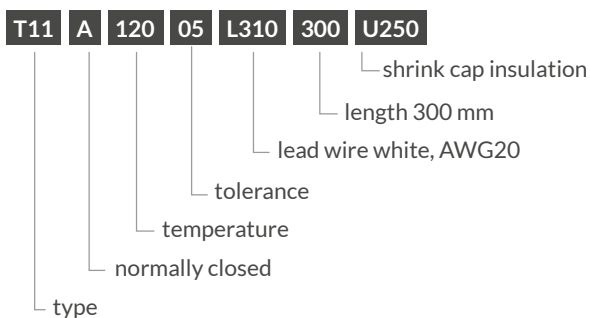 T11 A 120 05 L310 300 U250
shrink cap insulation
length 300 mm
lead wire white, AWG20
tolerance
temperature
normally closed
type